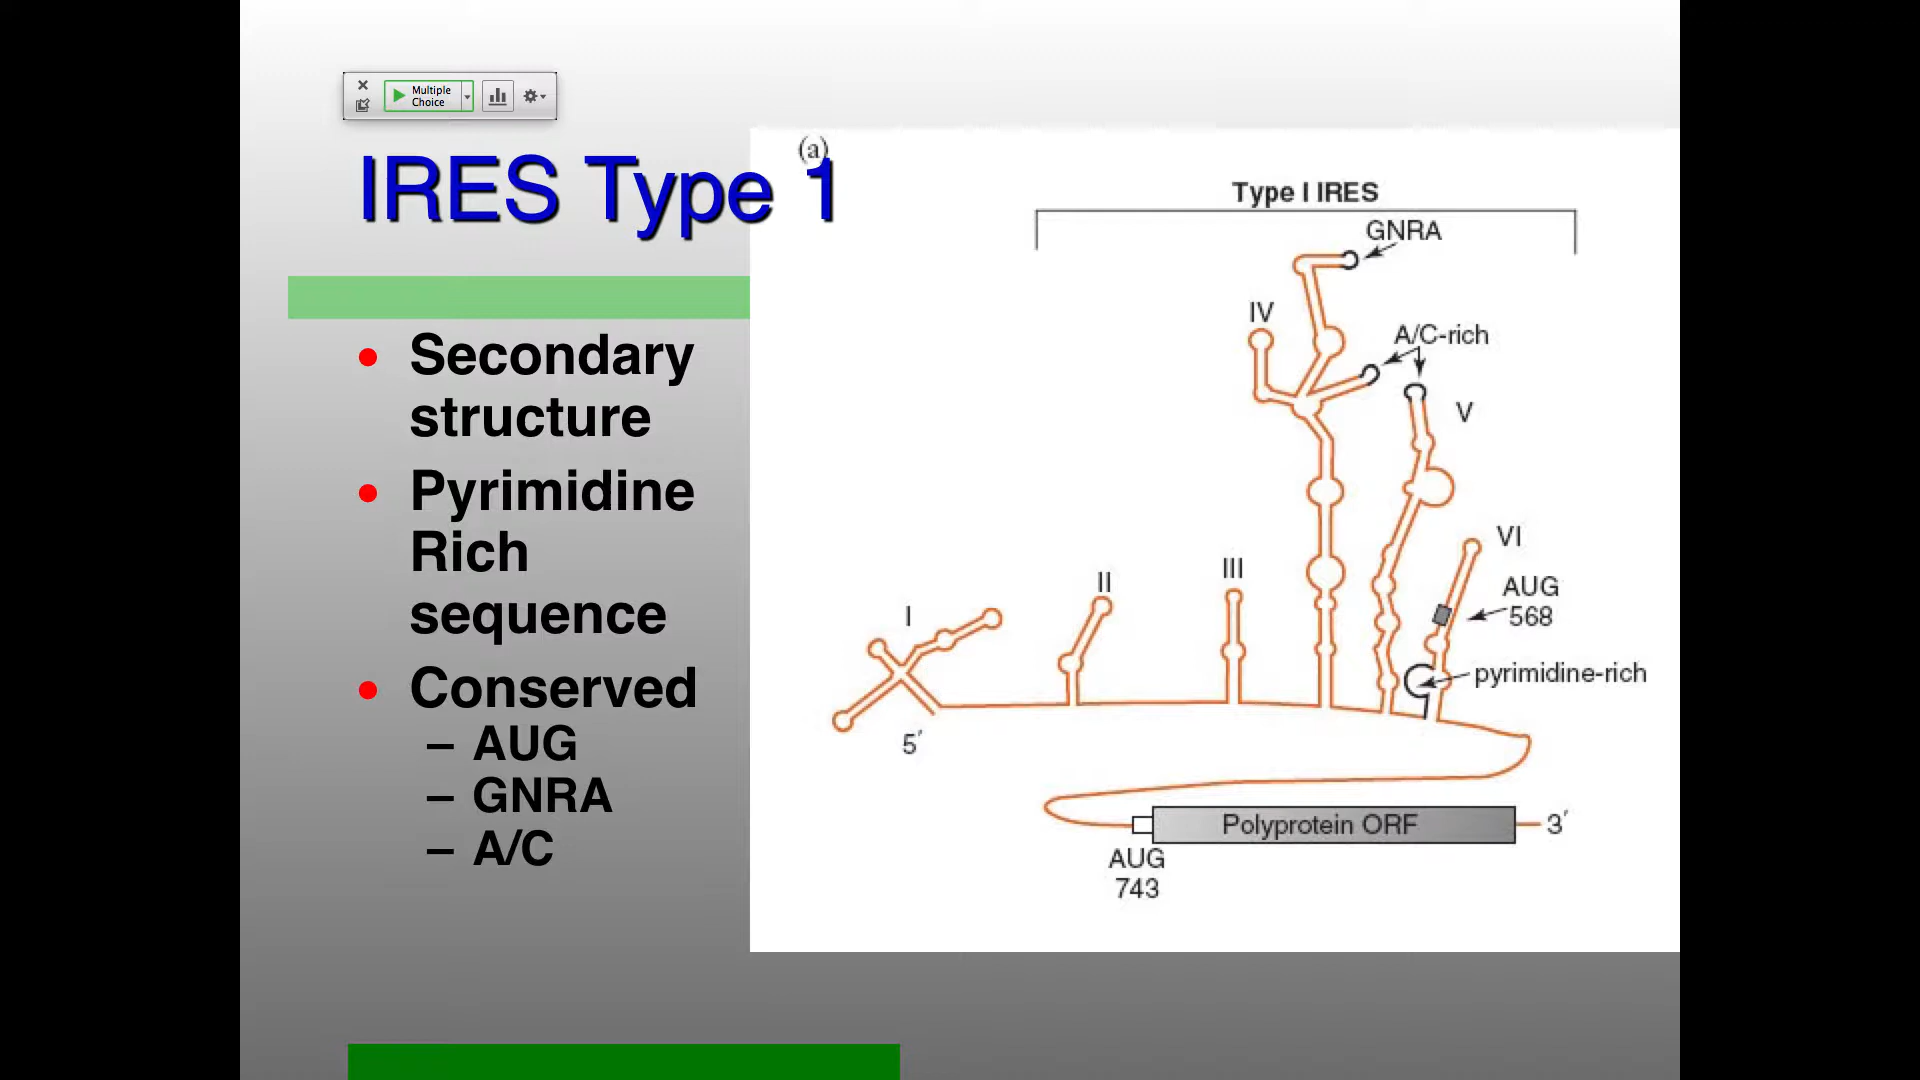 Multiple
Choice
IRES Type 1
• Secondary
structure
• Pyrimidine
Rich
sequence
• Conserved
– AUG
– GNRA
– A/C
(a)
Type I IRES
GNRA
IV
A/C-rich
V
VI
AUG
568
III
II
I
pyrimidine-rich
5′
Polyprotein ORF
3′
AUG
743